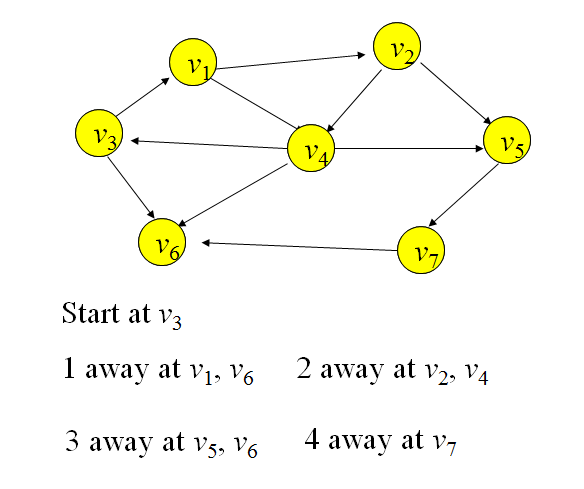 v1
v2
v3
v4
v5
v6
v7
Start at v3
1 away at v1, v6 2 away at v2, v4
3 away at v5, v6 4 away at v7